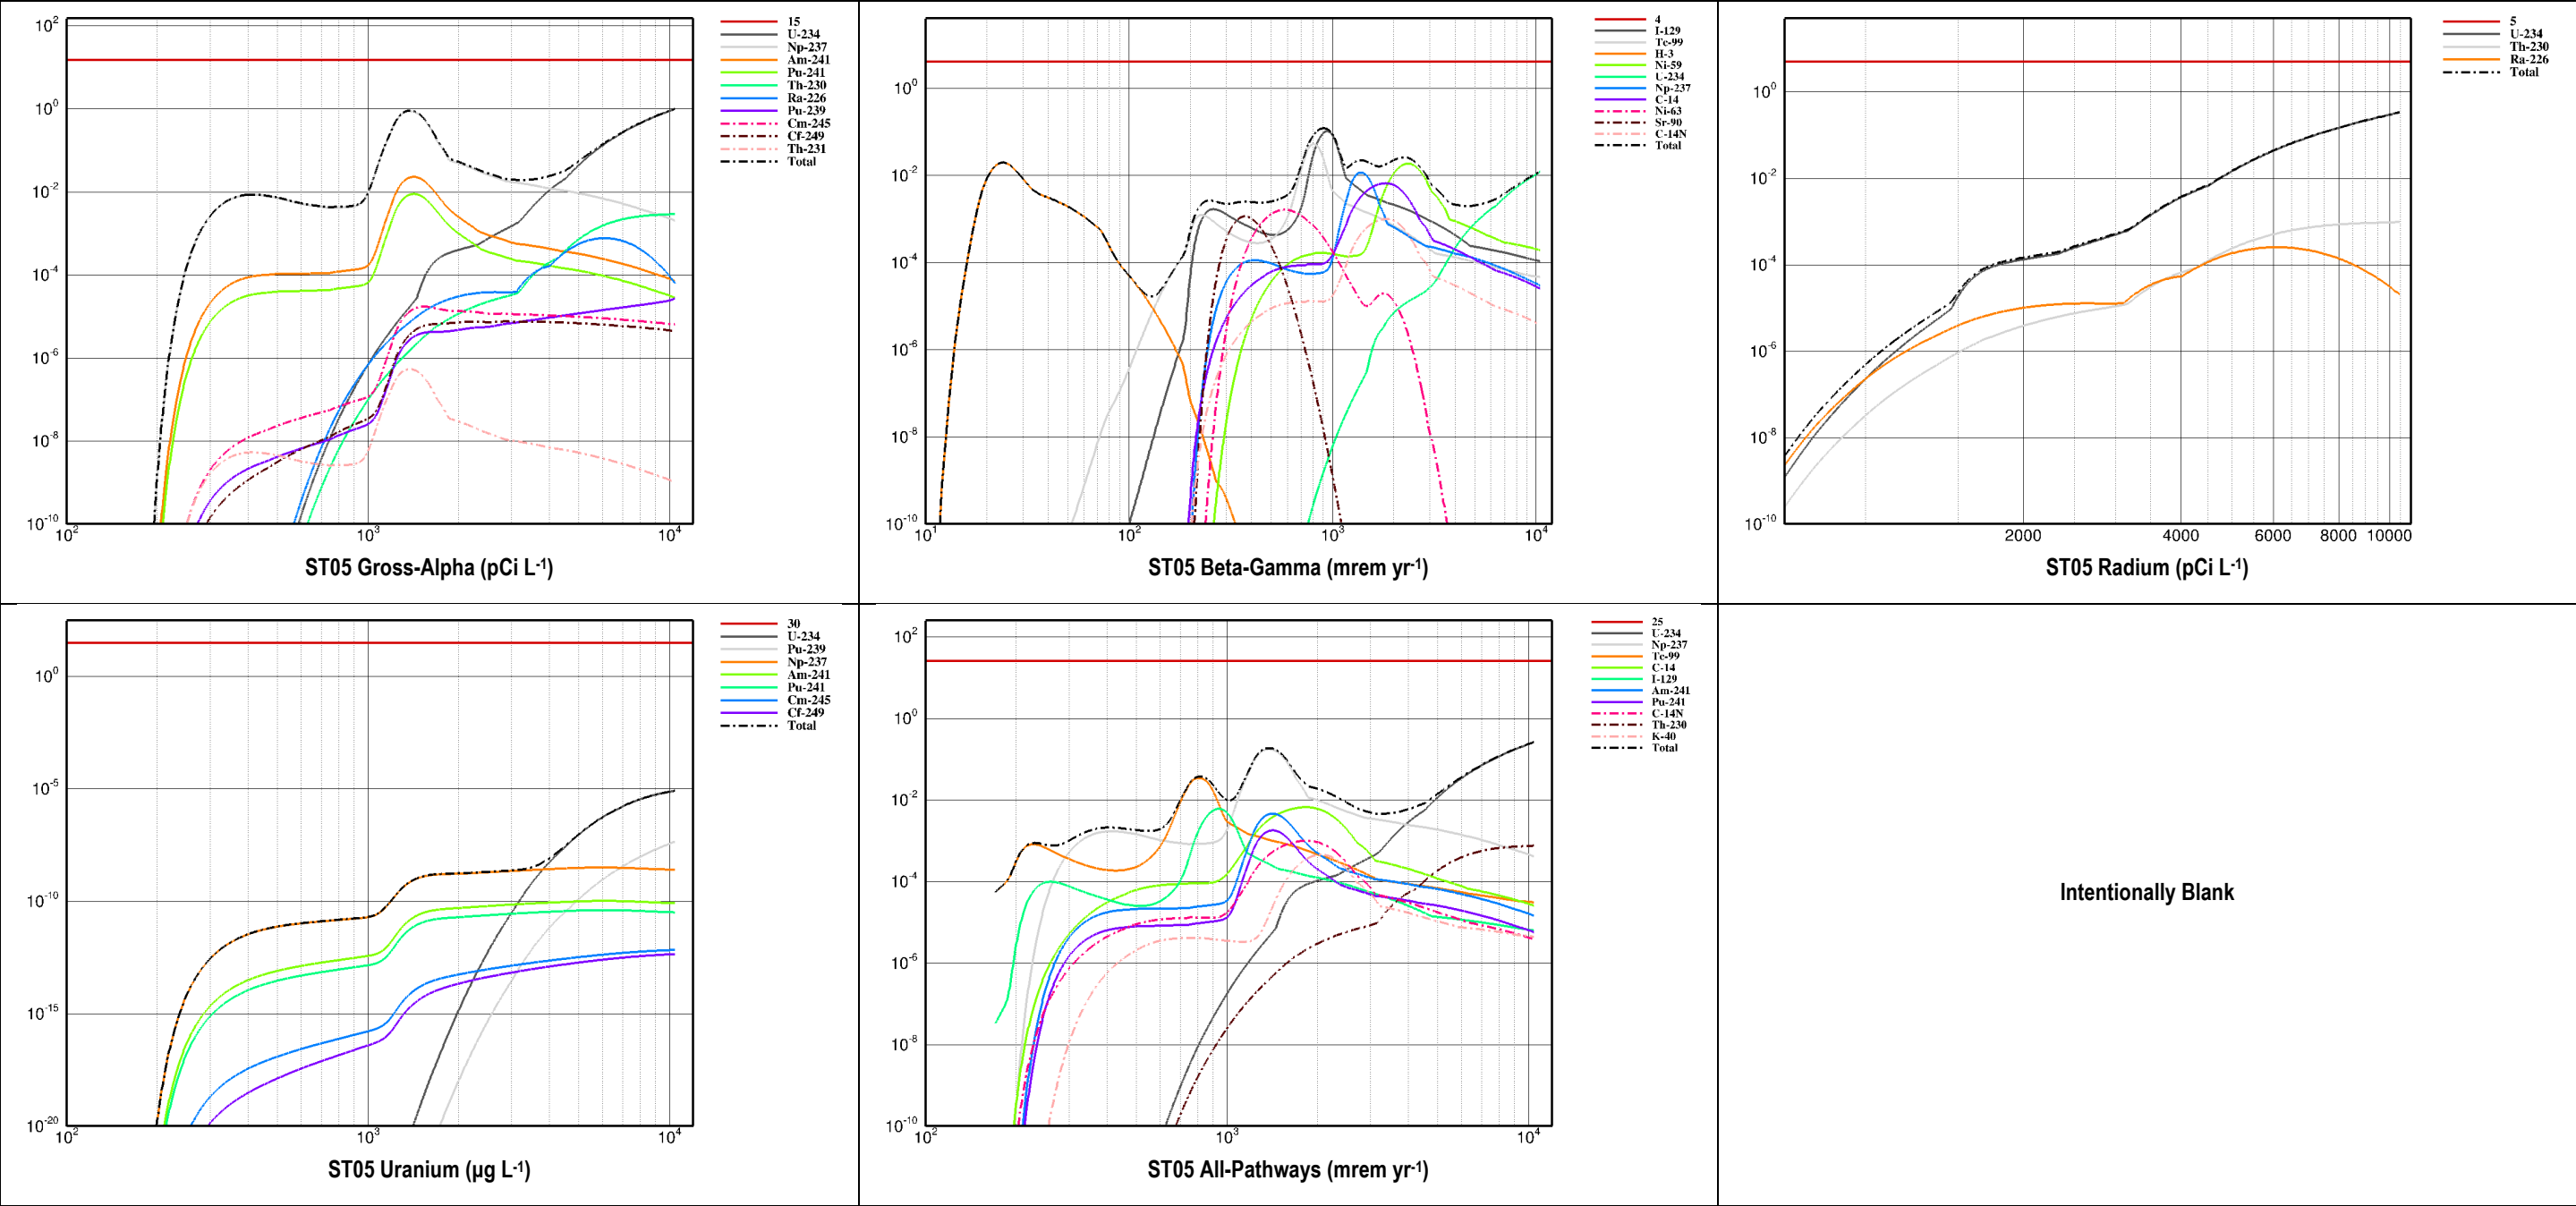 10²
10⁰
10⁻²
10⁻⁴
10⁻⁶
10⁻⁸
10⁻¹⁰
10² 10³ 10⁴
15
U-234
Np-237
Am-241
Pu-241
Th-230
Ra-226
Pu-239
Cm-245
Cf-249
Th-231
Total
ST05 Gross-Alpha (pCi L⁻¹)
10⁰
10⁻²
10⁻⁴
10⁻⁶
10⁻⁸
10⁻¹⁰
10¹ 10² 10³ 10⁴
4
I-129
Tc-99
H-3
Ni-59
U-234
Np-237
C-14
Ni-63
Sr-90
C-14N
Total
ST05 Beta-Gamma (mrem yr⁻¹)
10⁰
10⁻²
10⁻⁴
10⁻⁶
10⁻⁸
10⁻¹⁰
2000 4000 6000 8000 10000
5
U-234
Th-230
Ra-226
Total
ST05 Radium (pCi L⁻¹)
10⁰
10⁻⁵
10⁻¹⁰
10⁻¹⁵
10⁻²⁰
10² 10³ 10⁴
30
U-234
Pu-239
Np-237
Am-241
Pu-241
Cm-245
Cf-249
Total
ST05 Uranium (µg L⁻¹)
10²
10⁰
10⁻²
10⁻⁴
10⁻⁶
10⁻⁸
10⁻¹⁰
10² 10³ 10⁴
25
U-234
Np-237
Tc-99
C-14
I-129
Am-241
Pu-241
C-14N
Th-230
K-40
Total
ST05 All-Pathways (mrem yr⁻¹)
Intentionally Blank